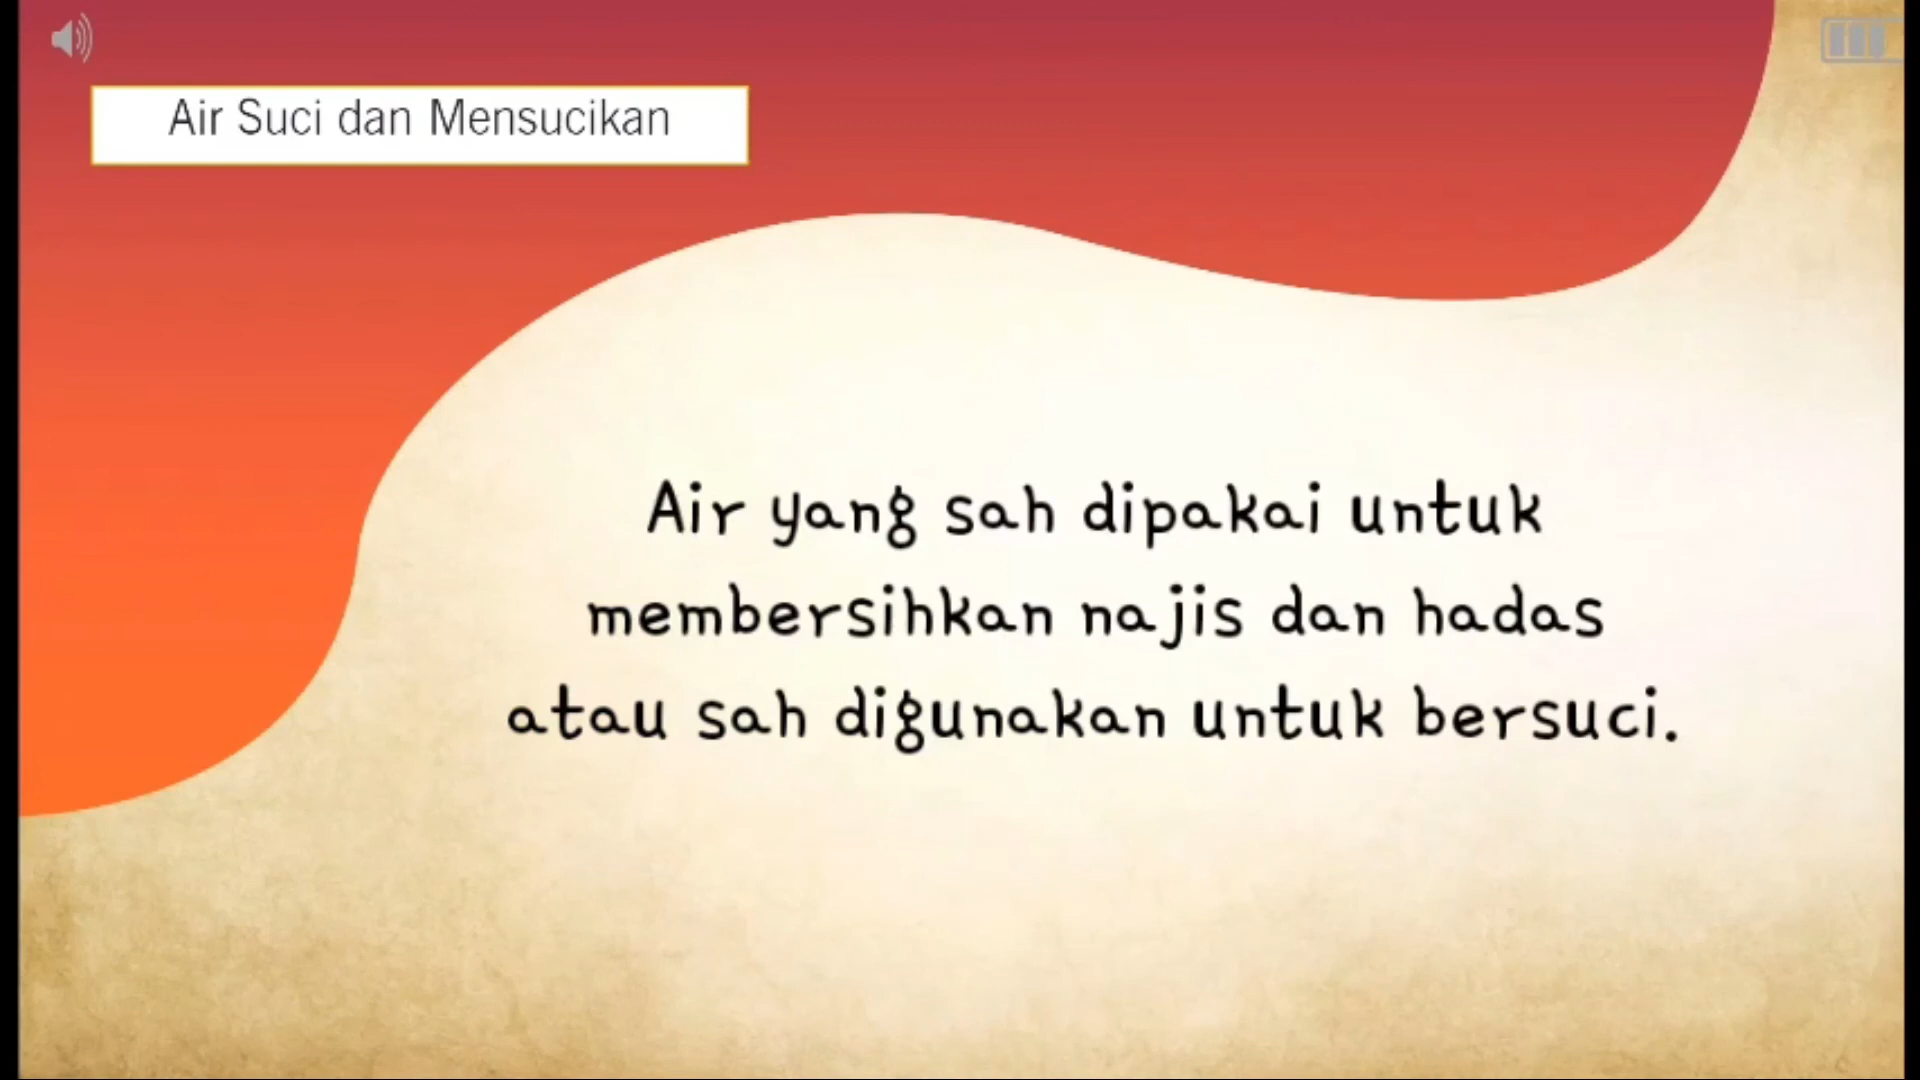 Air Suci dan Mensucikan
Air yang sah dipakai untuk
membersihkan najis dan hadas
atau sah digunakan untuk bersuci.